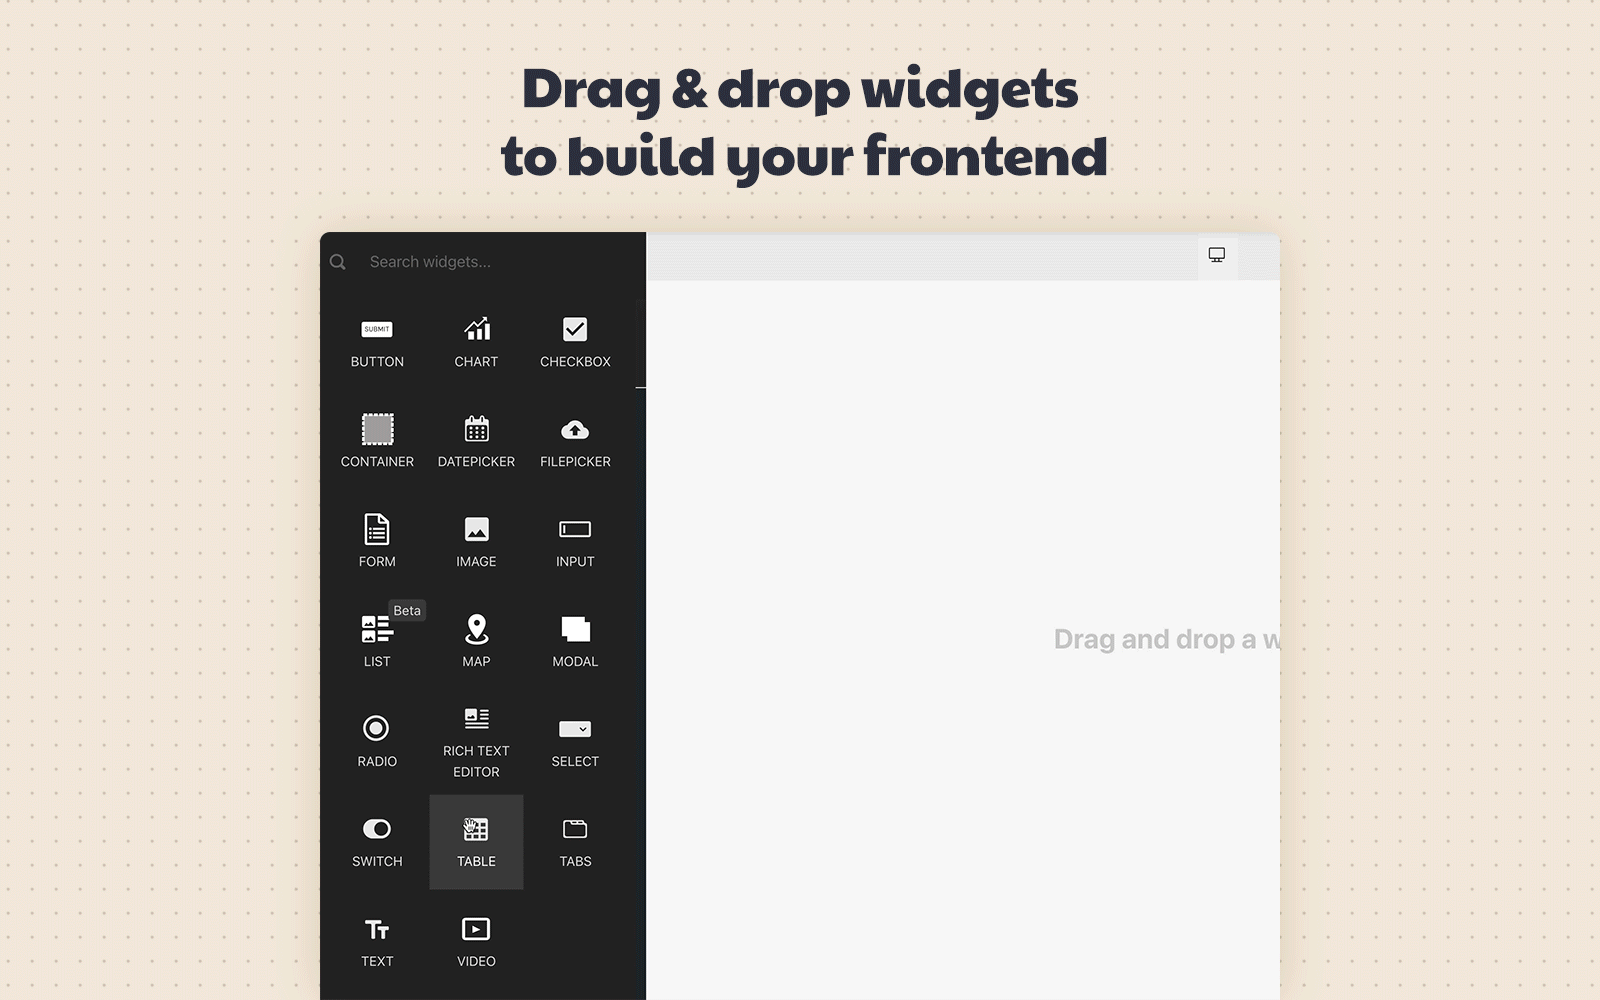 Drag & drop widgets
to build your frontend
Search widgets...
SUBMIT
BUTTON
CHART
CHECKBOX
CONTAINER
DATEPICKER
FILEPICKER
FORM
IMAGE
INPUT
Beta
LIST
MAP
MODAL
RADIO
RICH TEXT
EDITOR
SELECT
SWITCH
TABLE
TABS
TEXT
VIDEO
Drag and drop a